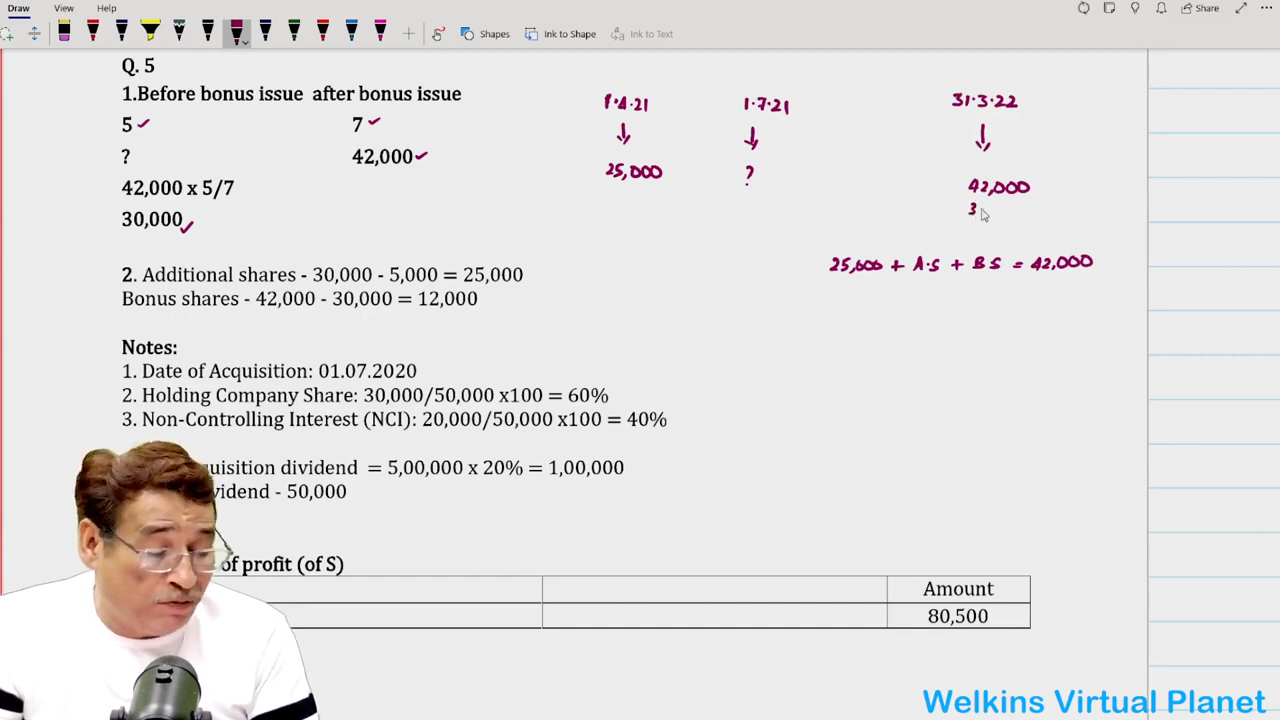 Draw View Help Share
Shapes Ink to Shape Ink to Text
Q. 5
1.Before bonus issue after bonus issue
5 7
? 42,000
42,000 x 5/7
30,000
1.4.21 1.7.21 31.3.22
25,000 ? 42,000
3
25,000 + A.S + B S = 42,000
2. Additional shares - 30,000 - 5,000 = 25,000
Bonus shares - 42,000 - 30,000 = 12,000
Notes:
1. Date of Acquisition: 01.07.2020
2. Holding Company Share: 30,000/50,000 x100 = 60%
3. Non-Controlling Interest (NCI): 20,000/50,000 x100 = 40%
dividend = 5,00,000 x 20% = 1,00,000
- 50,000
of profit (of S)
Amount
80,500
Welkins Virtual Planet